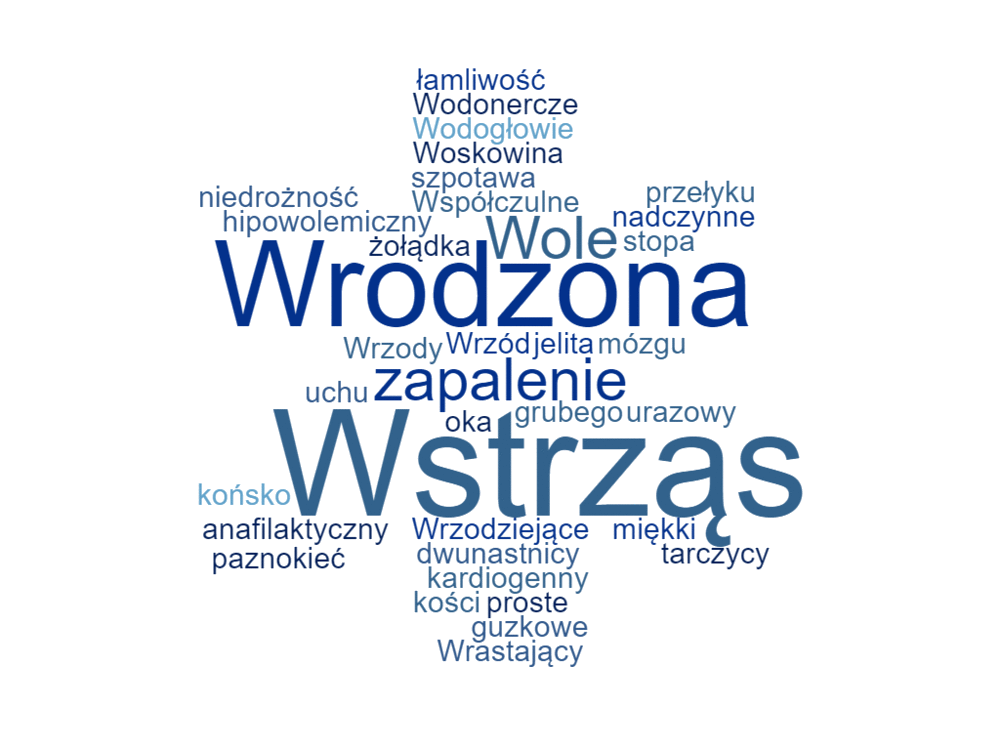 łamliwość
Wodonercze
Wodogłowie
Woskowina
szpotawa
niedrożność Współczulne przełyku
hipowolemiczny nadczynne
żołądka Wole stopa
Wrodzona
Wrzody Wrzód jelita mózgu
uchu zapalenie
oka grubego urazowy
Wstrząs
końsko
anafilaktyczny Wrzodziejące miękki
paznokieć dwunastnicy tarczycy
kardiogenny
kości proste
guzkowe
Wrastający